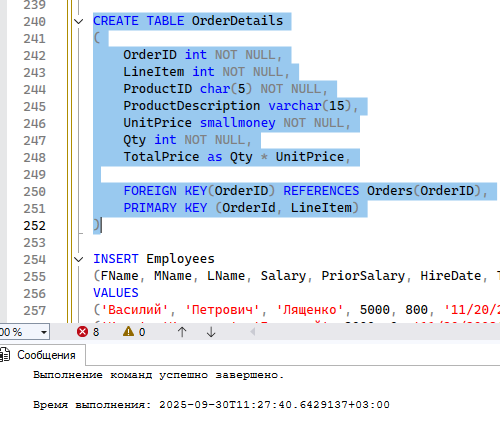 239
240 CREATE TABLE OrderDetails
241 (
242 OrderID int NOT NULL,
243 LineItem int NOT NULL,
244 ProductID char(5) NOT NULL,
245 ProductDescription varchar(15),
246 UnitPrice smallmoney NOT NULL,
247 Qty int NOT NULL,
248 TotalPrice as Qty * UnitPrice,
249
250 FOREIGN KEY(OrderID) REFERENCES Orders(OrderID),
251 PRIMARY KEY (OrderId, LineItem)
252 )
253
254 INSERT Employees
255 (FName, MName, LName, Salary, PriorSalary, HireDate, T
256 VALUES
257 ('Василий', 'Петрович', 'Лященко', 5000, 800, '11/20/2
00 % 8 0
Сообщения
Выполнение команд успешно завершено.
Время выполнения: 2025-09-30T11:27:40.6429137+03:00